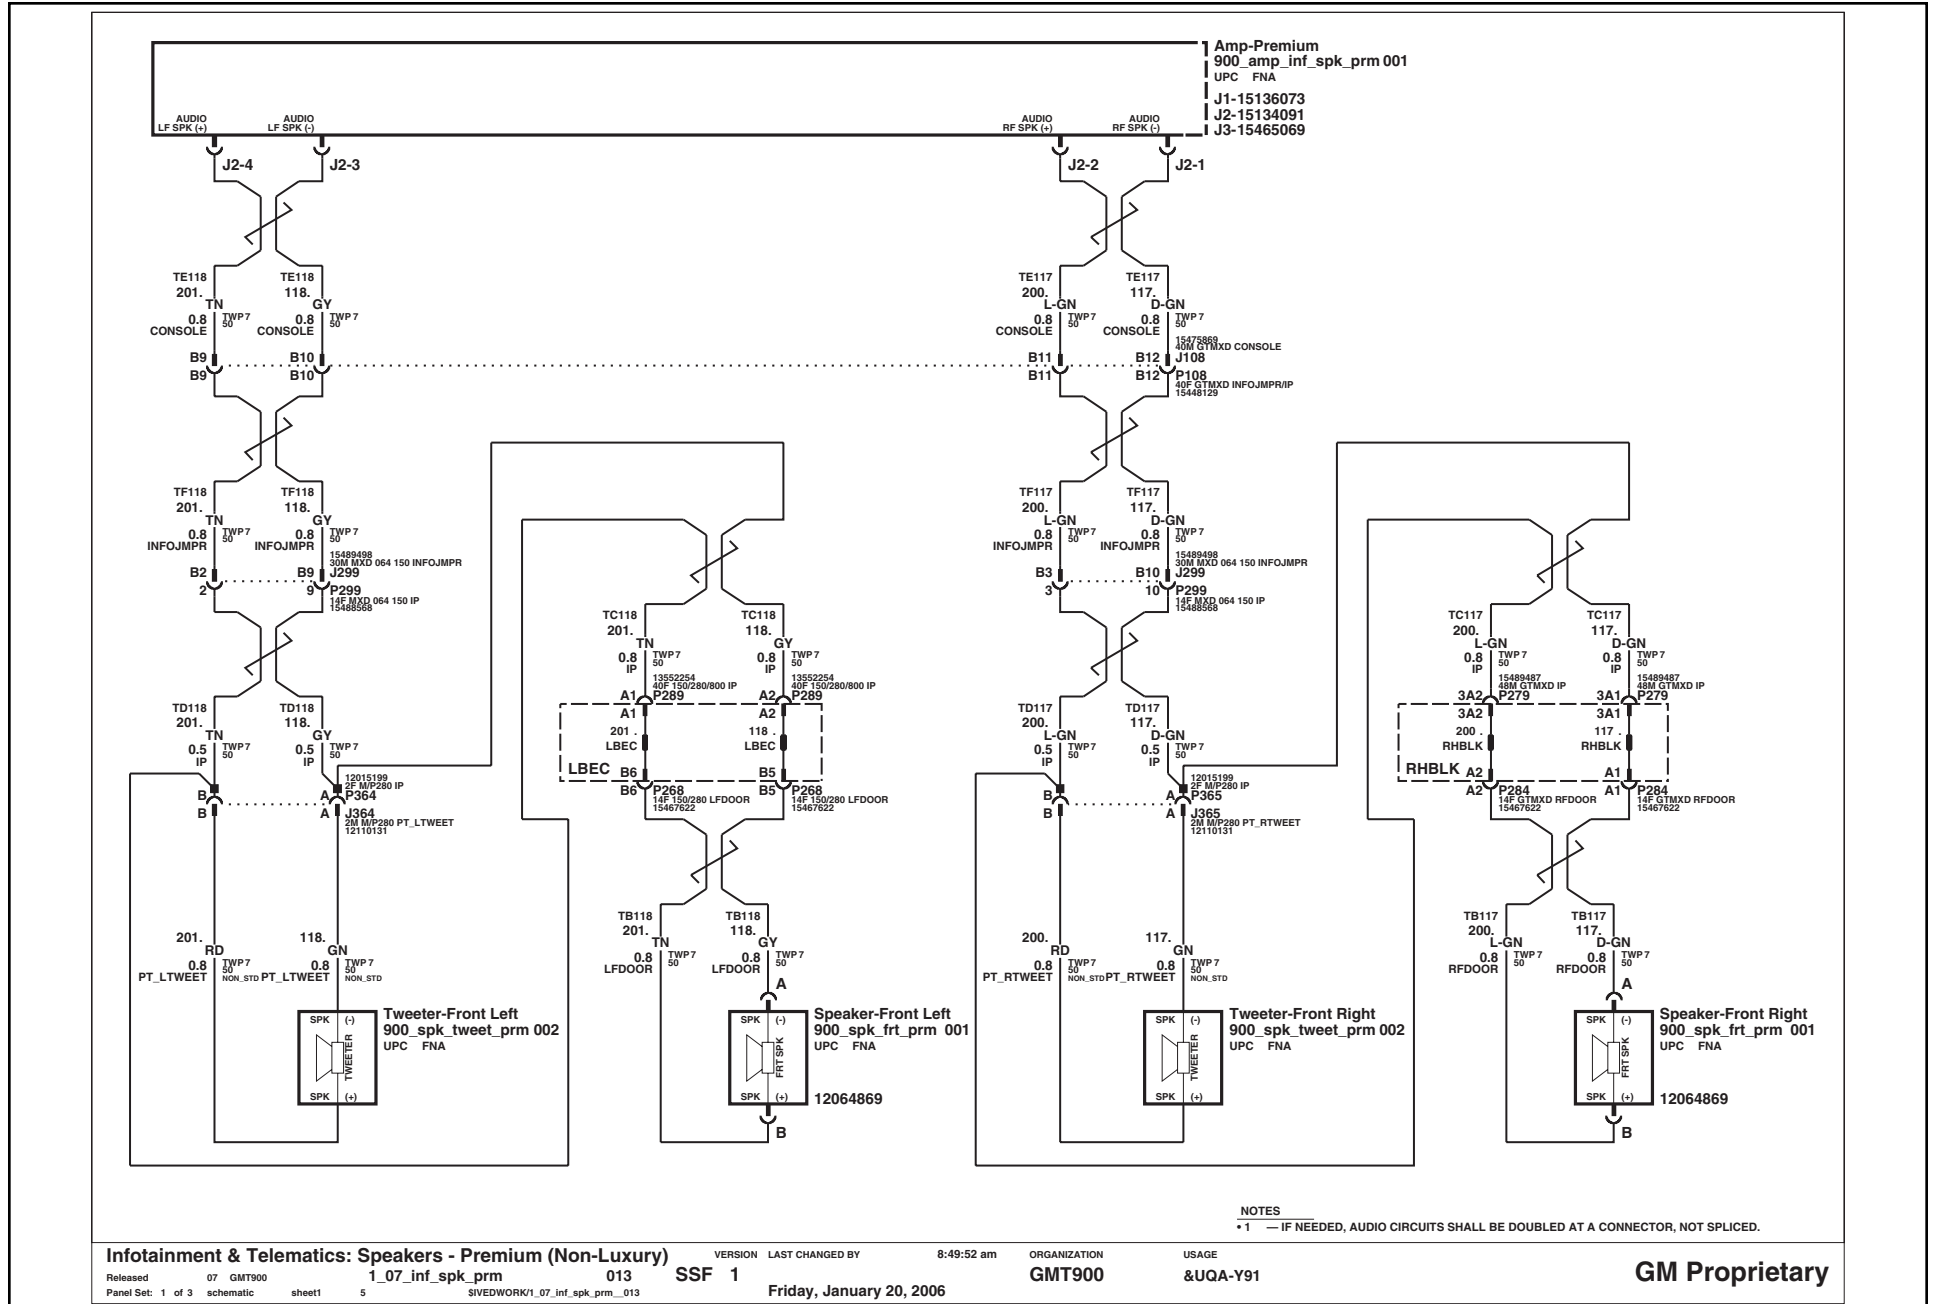 Amp-Premium
900_amp_inf_spk_prm 001
UPC FNA
J1-15136073
J2-15134091
J3-15465069
AUDIO
LF SPK (+)
AUDIO
LF SPK (-)
AUDIO
RF SPK (+)
AUDIO
RF SPK (-)
J2-4
J2-3
J2-2
J2-1
TE118
201.
TN
0.8
TWP 7
50
CONSOLE
TE118
118.
GY
0.8
TWP 7
50
CONSOLE
TE117
200.
L-GN
0.8
TWP 7
50
CONSOLE
TE117
117.
D-GN
0.8
TWP 7
50
CONSOLE
15475869
40M GTMXD CONSOLE
B9
B10
B11
B12 J108
B9
B10
B11
B12 P108
40F GTMXD INFOJMPR/IP
15448129
TF118
201.
TN
0.8
TWP 7
50
INFOJMPR
TF118
118.
GY
0.8
TWP 7
50
INFOJMPR
15489498
30M MXD 064 150 INFOJMPR
B2
B9 J299
2
9 P299
14F MXD 064 150 IP
15488568
TF117
200.
L-GN
0.8
TWP 7
50
INFOJMPR
TF117
117.
D-GN
0.8
TWP 7
50
INFOJMPR
15489498
30M MXD 064 150 INFOJMPR
B3
B10 J299
3
10 P299
14F MXD 064 150 IP
15488568
TC118
201.
TN
0.8
TWP 7
50
IP
TC118
118.
GY
0.8
TWP 7
50
IP
13552254
40F 150/280/800 IP
A1 P289
13552254
40F 150/280/800 IP
A2 P289
A1
A2
201 .
LBEC
118 .
LBEC
LBEC
B6
B5
B6 P268
14F 150/280 LFDOOR
15467622
B5 P268
14F 150/280 LFDOOR
15467622
TC117
200.
L-GN
0.8
TWP 7
50
IP
TC117
117.
D-GN
0.8
TWP 7
50
IP
15489487
48M GTMXD IP
3A2 P279
15489487
48M GTMXD IP
3A1 P279
3A2
3A1
200 .
RHBLK
117 .
RHBLK
RHBLK
A2
A1
A2 P284
14F GTMXD RFDOOR
15467622
A1 P284
14F GTMXD RFDOOR
15467622
TD118
201.
TN
0.5
TWP 7
50
IP
TD118
118.
GY
0.5
TWP 7
50
IP
12015199
2F M/P280 IP
B
A P364
B
A J364
2M M/P280 PT_LTWEET
12110131
TD117
200.
L-GN
0.5
TWP 7
50
IP
TD117
117.
D-GN
0.5
TWP 7
50
IP
12015199
2F M/P280 IP
B
A P365
B
A J365
2M M/P280 PT_RTWEET
12110131
201.
RD
0.8
TWP 7
50
PT_LTWEET
NON_STD
118.
GN
0.8
TWP 7
50
PT_LTWEET
NON_STD
TB118
201.
TN
0.8
TWP 7
50
LFDOOR
TB118
118.
GY
0.8
TWP 7
50
LFDOOR
A
200.
RD
0.8
TWP 7
50
PT_RTWEET
NON_STD
117.
GN
0.8
TWP 7
50
PT_RTWEET
NON_STD
TB117
200.
L-GN
0.8
TWP 7
50
RFDOOR
TB117
117.
D-GN
0.8
TWP 7
50
RFDOOR
A
SPK (-)
TWEETER
SPK (+)
Tweeter-Front Left
900_spk_tweet_prm 002
UPC FNA
SPK (-)
FRT SPK
SPK (+)
Speaker-Front Left
900_spk_frt_prm 001
UPC FNA
12064869
B
SPK (-)
TWEETER
SPK (+)
Tweeter-Front Right
900_spk_tweet_prm 002
UPC FNA
SPK (-)
FRT SPK
SPK (+)
Speaker-Front Right
900_spk_frt_prm 001
UPC FNA
12064869
B
NOTES
• 1 — IF NEEDED, AUDIO CIRCUITS SHALL BE DOUBLED AT A CONNECTOR, NOT SPLICED.
Infotainment & Telematics: Speakers - Premium (Non-Luxury)
Released 07 GMT900 1_07_inf_spk_prm 013
Panel Set: 1 of 3 schematic sheet1 5 $IVEDWORK/1_07_inf_spk_prm__013
SSF
VERSION
1
LAST CHANGED BY
8:49:52 am
Friday, January 20, 2006
ORGANIZATION
GMT900
USAGE
&UQA-Y91
GM Proprietary